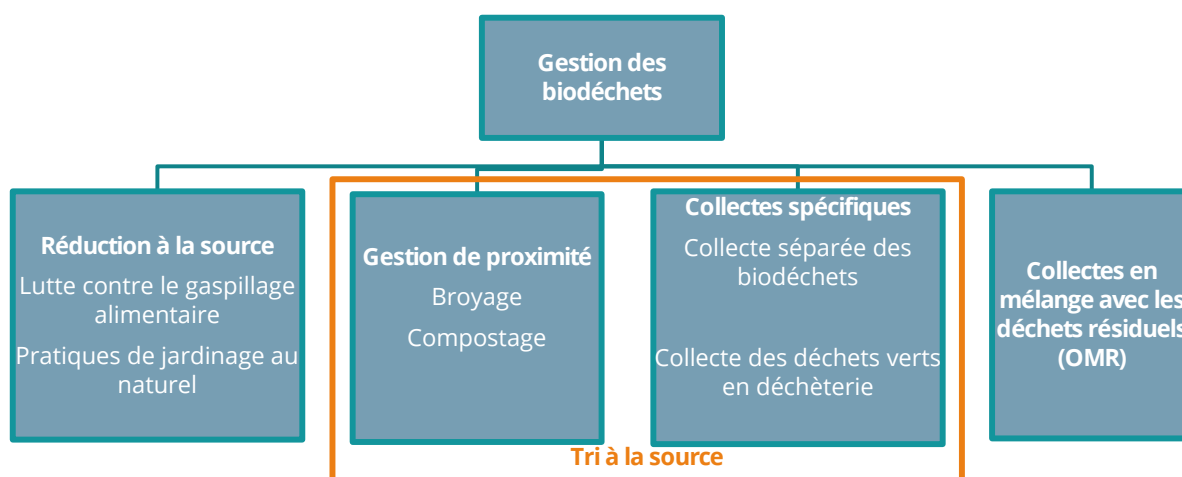 Gestion des
biodéchets
Réduction à la source
Lutte contre le gaspillage
alimentaire
Pratiques de jardinage au
naturel
Gestion de proximité
Broyage
Compostage
Collectes spécifiques
Collecte séparée des
biodéchets
Collecte des déchets verts
en déchèterie
Collectes en
mélange avec les
déchets résiduels
(OMR)
Tri à la source